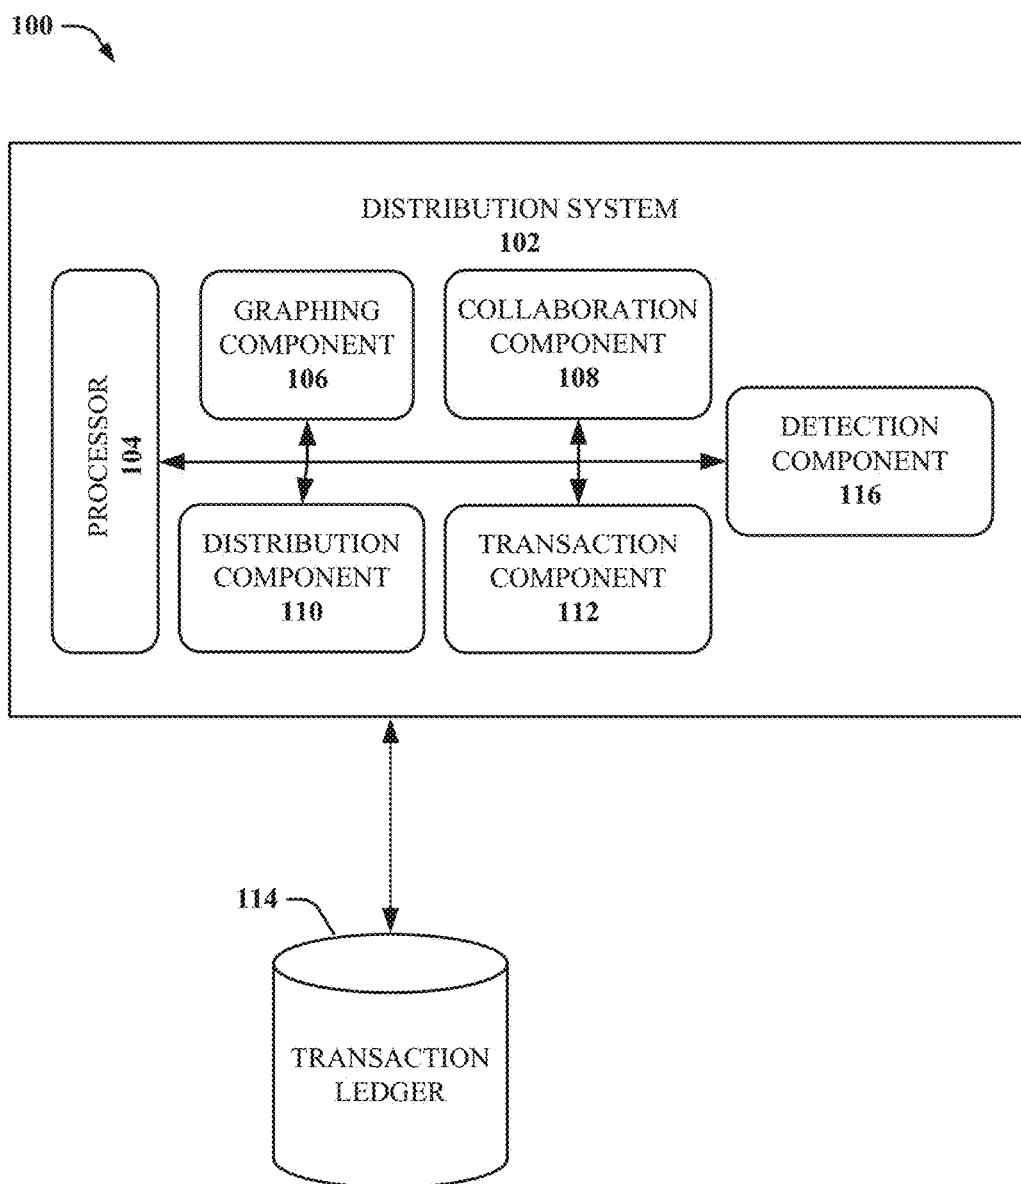 100
DISTRIBUTION SYSTEM
102
PROCESSOR
104
GRAPHING
COMPONENT
106
COLLABORATION
COMPONENT
108
DETECTION
COMPONENT
116
DISTRIBUTION
COMPONENT
110
TRANSACTION
COMPONENT
112
114
TRANSACTION
LEDGER